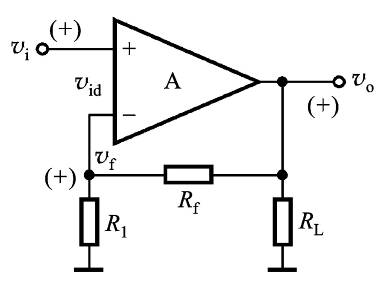 (+)
v_i
+
A
v_o
v_id
−
(+)
v_f
(+)
R_f
R_1
R_L